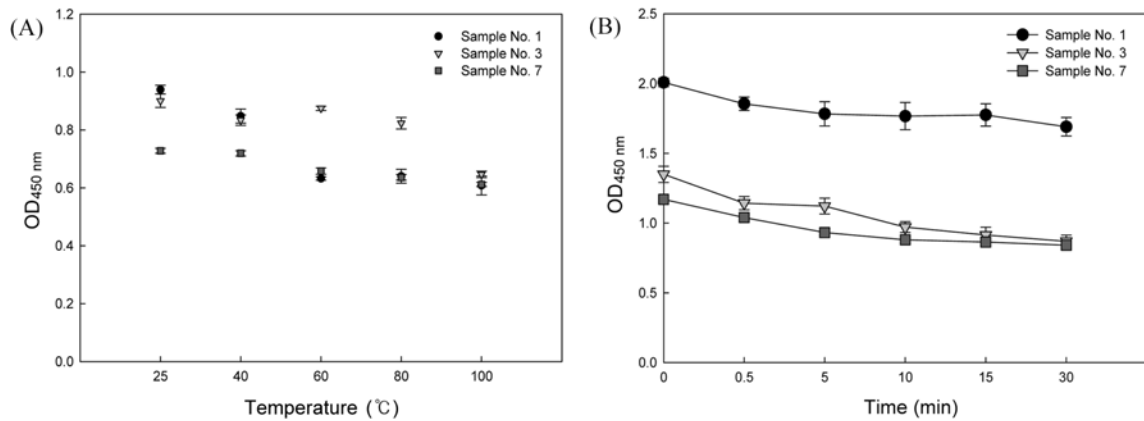 (A)
1.2
1.0
0.8
0.6
0.4
0.2
0.0
OD450 nm
Sample No. 1
Sample No. 3
Sample No. 7
25 40 60 80 100
Temperature (℃)
(B)
2.5
2.0
1.5
1.0
0.5
0.0
OD450 nm
Sample No. 1
Sample No. 3
Sample No. 7
0 0.5 5 10 15 30
Time (min)